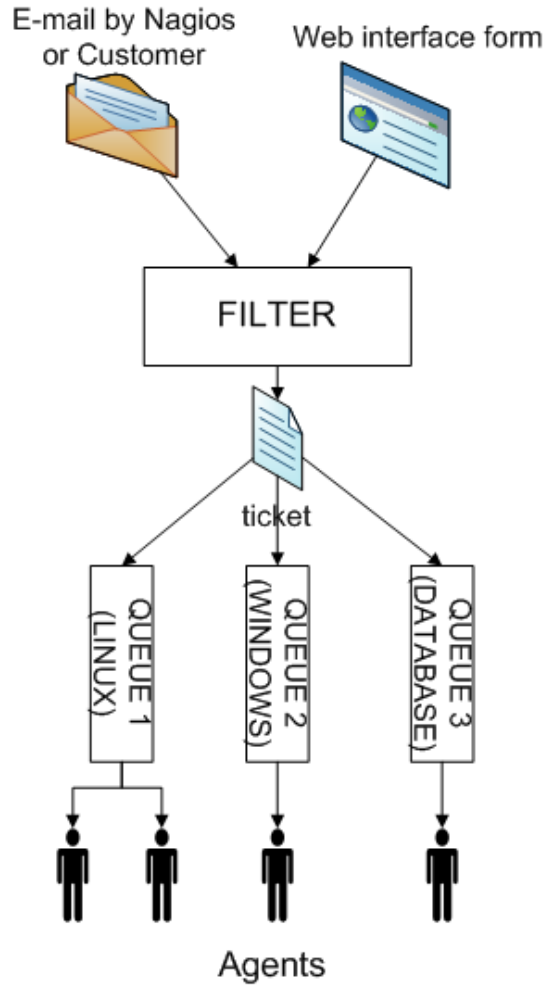 E-mail by Nagios
or Customer
Web interface form
FILTER
ticket
QUEUE 1
(LINUX)
QUEUE 2
(WINDOWS)
QUEUE 3
(DATABASE)
Agents